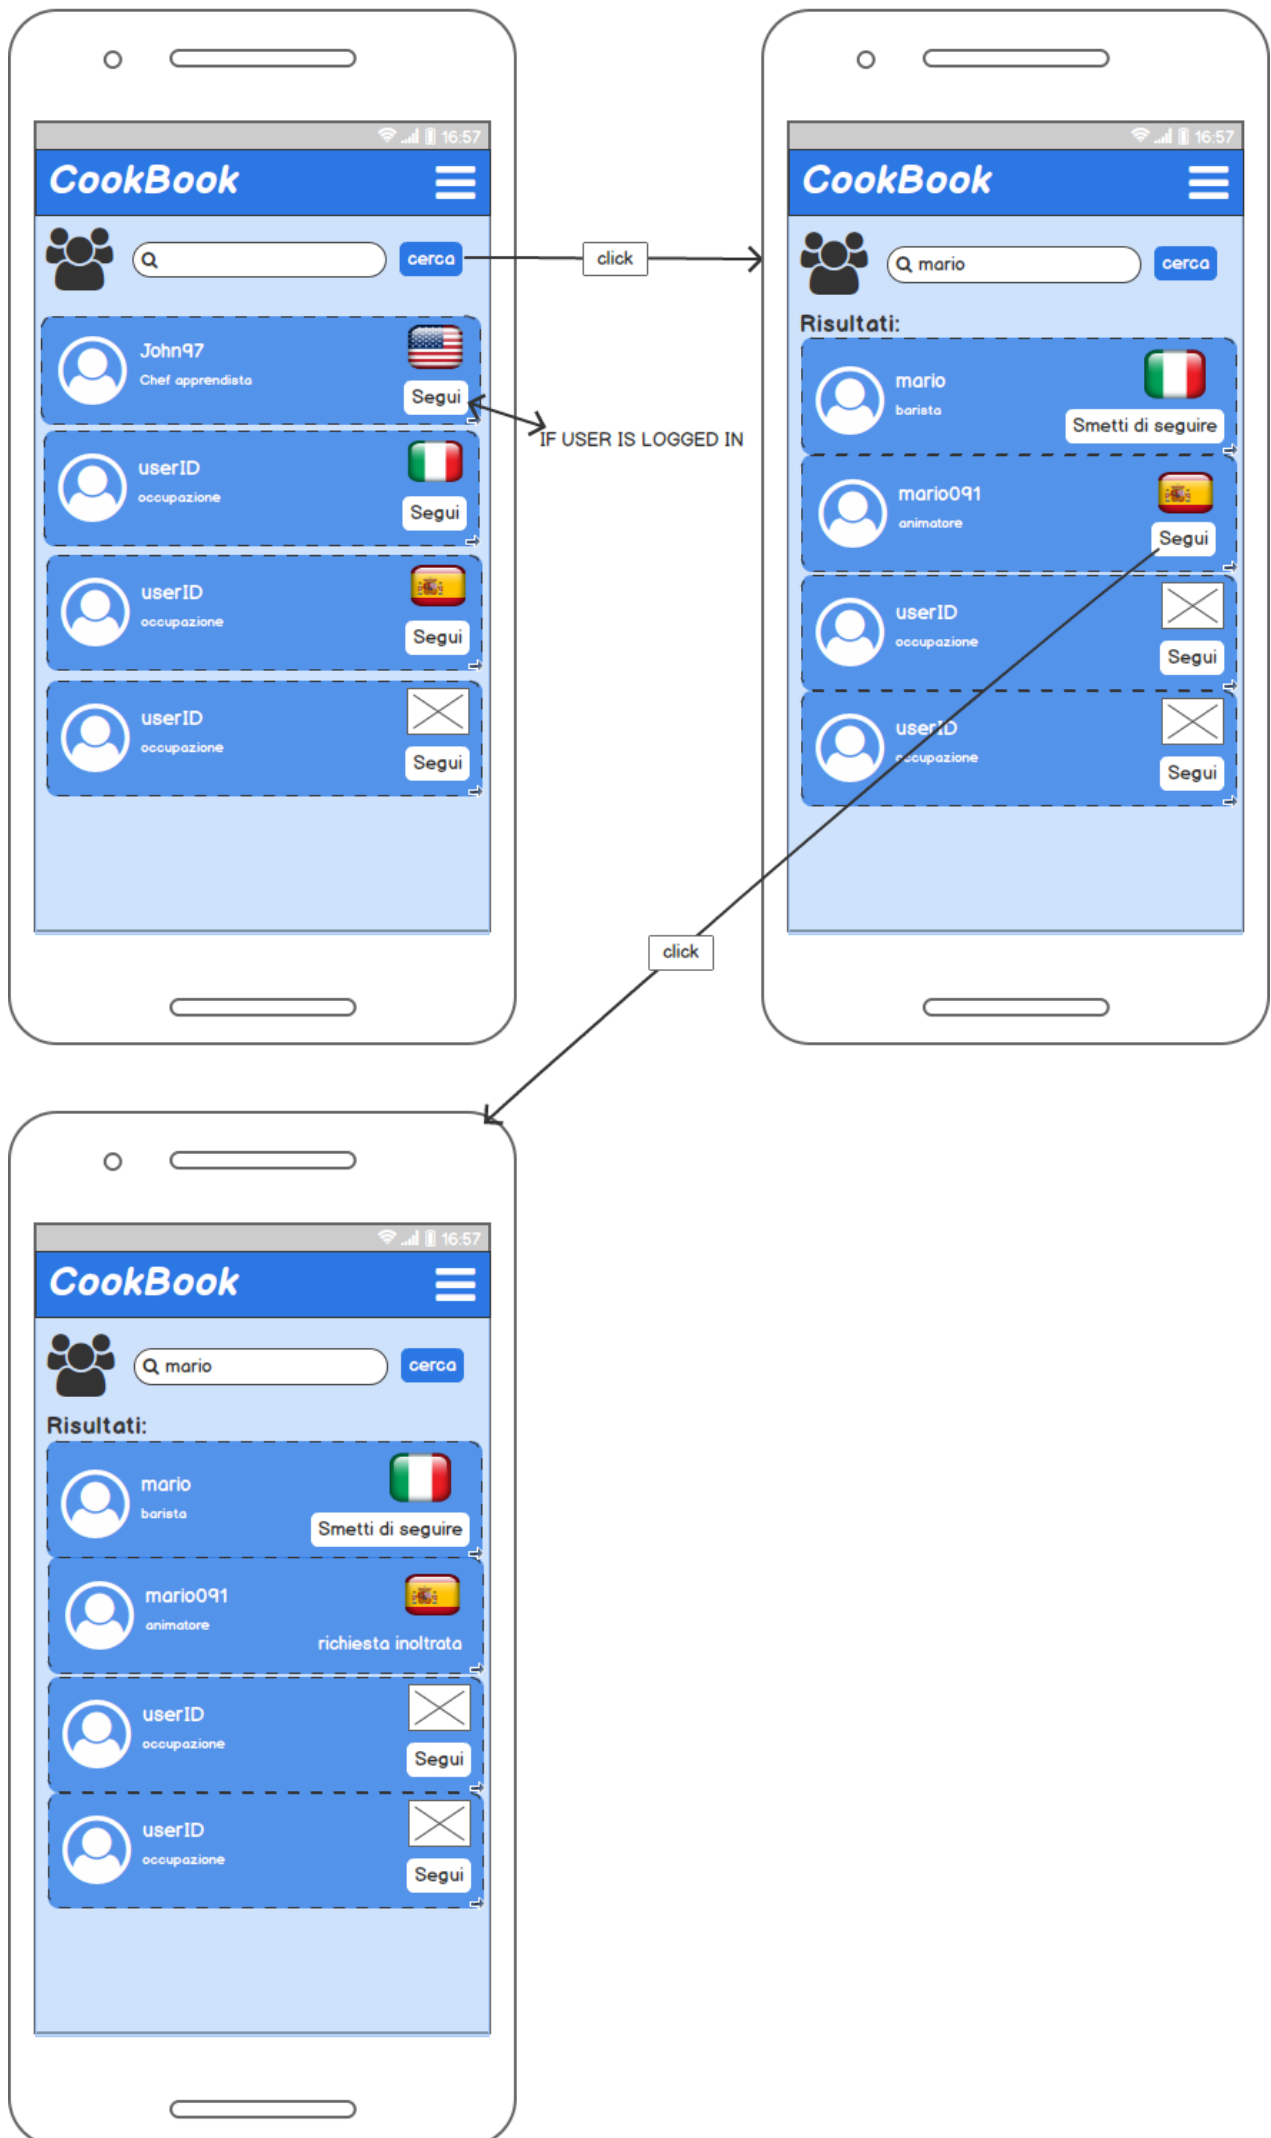 16:57
CookBook
cerca
John97
Chef apprendista
Segui
userID
occupazione
Segui
userID
occupazione
Segui
userID
occupazione
Segui
click
IF USER IS LOGGED IN
16:57
CookBook
mario
cerca
Risultati:
mario
barista
Smetti di seguire
mario091
animatore
Segui
userID
occupazione
Segui
userID
occupazione
Segui
click
16:57
CookBook
mario
cerca
Risultati:
mario
barista
Smetti di seguire
mario091
animatore
richiesta inoltrata
userID
occupazione
Segui
userID
occupazione
Segui